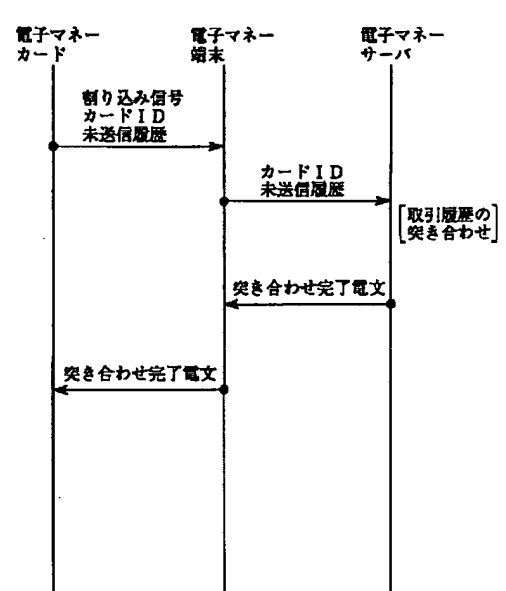 電子マネー
カード
電子マネー
端末
電子マネー
サーバ
割り込み信号
カードID
未送信履歴
カードID
未送信履歴
取引履歴の
突き合わせ
突き合わせ完了電文
突き合わせ完了電文